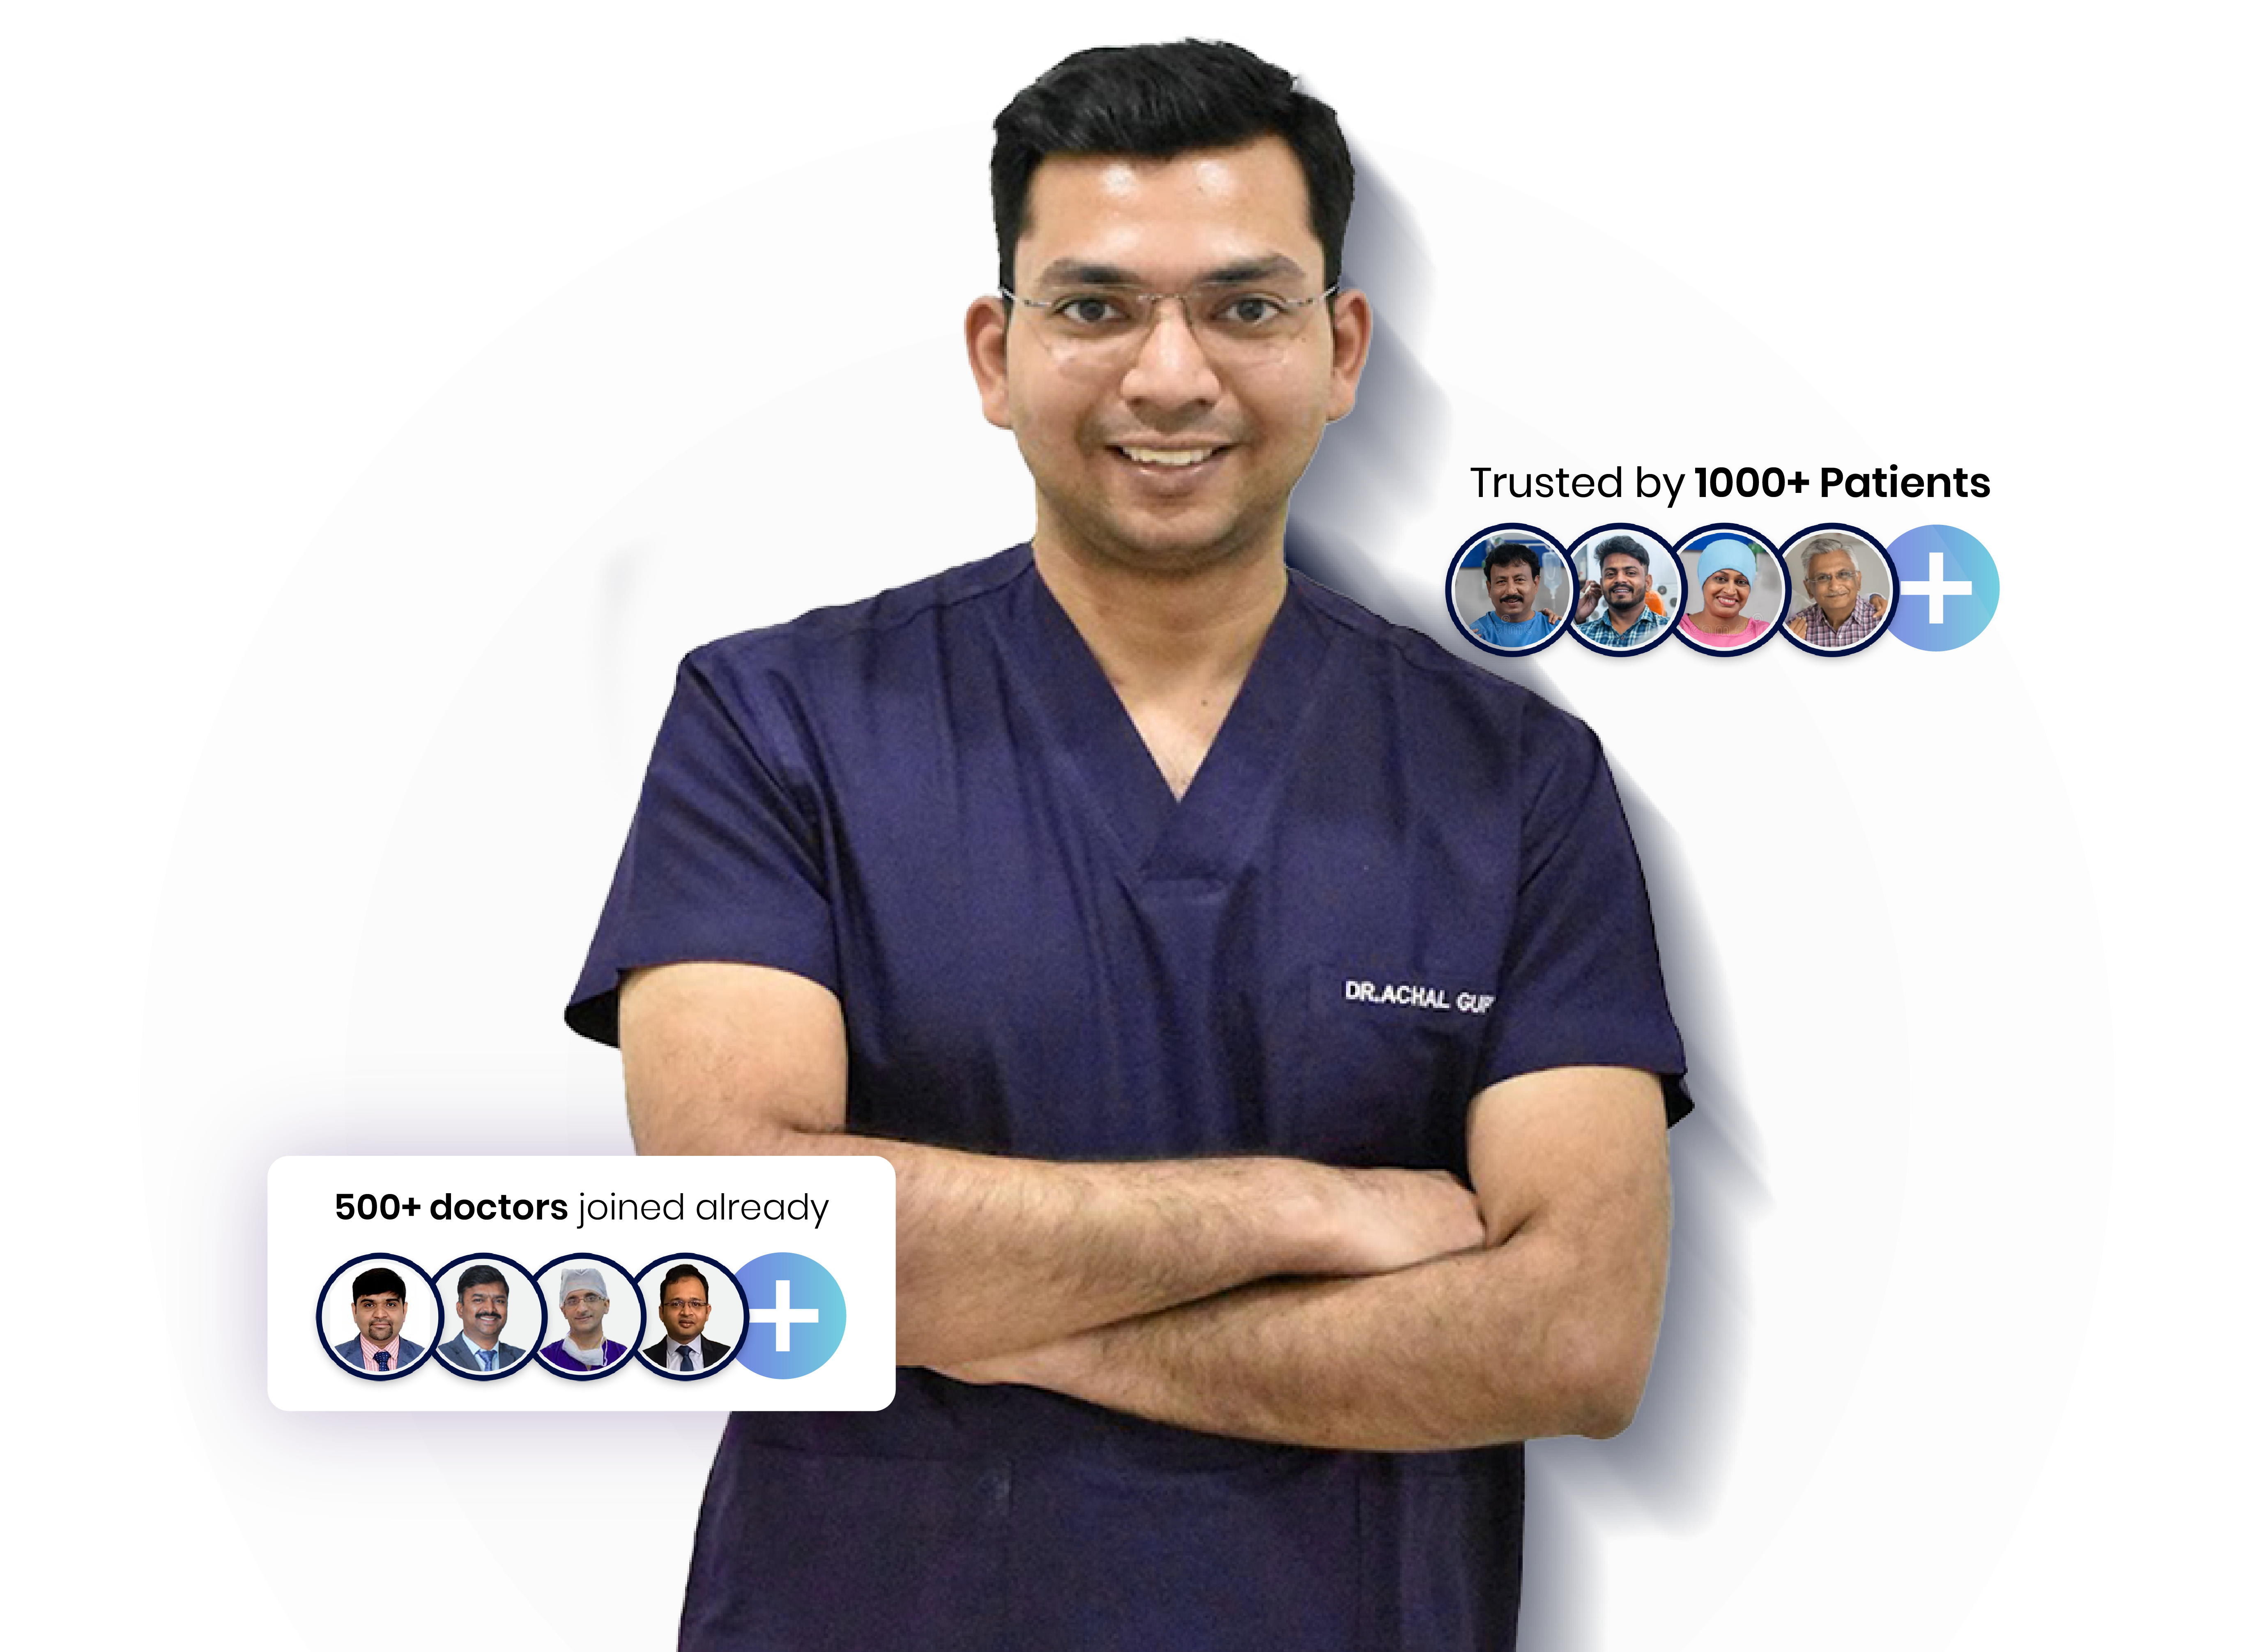 Trusted by 1000+ Patients
DR.ACHAL
500+ doctors joined already